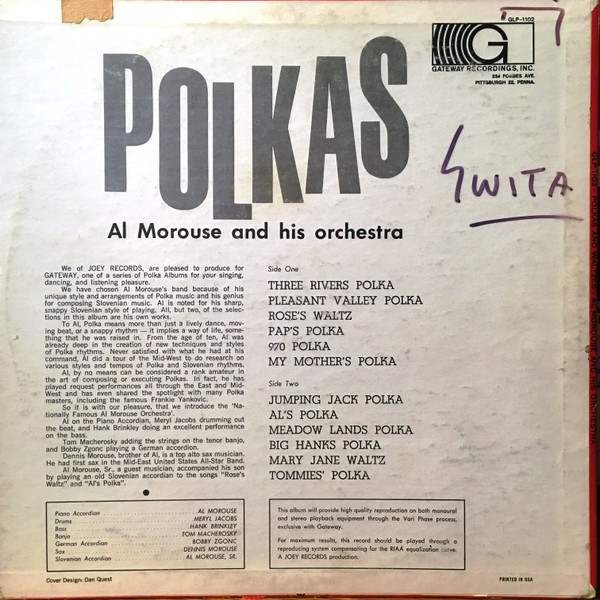 GLP-1102
G
GATEWAY RECORDINGS, INC.
234 FORBES AVE.
PITTSBURGH 22, PENNA.
POLKAS
Al Morouse and his orchestra
SWITA
We of JOEY RECORDS, are pleased to produce for
GATEWAY, one of a series of Polka Albums for your singing,
dancing, and listening pleasure.
We have chosen Al Morouse's band because of his
unique style and arrangements of Polka music and his genius
for composing Slovenian music. Al is noted for his sharp,
snappy Slovenian style of playing. All, but two, of the selec-
tions in this album are his own works.
To Al, Polka means more than just a lively dance, mov-
ing beat, or a snappy rhythm — it implies a way of life, some-
thing that he was raised in. From the age of ten, Al was
already deep in the creation of new techniques and styles
of Polka rhythms. Never satisfied with what he had at his
command, Al did a tour of the Mid-West to do research on
various styles and tempos of Polka and Slovenian rhythms.
Al, by no means can be considered a rank amateur in
the art of composing or executing Polkas. In fact, he has
played request performances all through the East and Mid-
West and has even shared the spotlight with many Polka
masters, including the famous Frankie Yankovic.
So it is with our pleasure, that we introduce the 'Na-
tionally Famous Al Morouse Orchestra'.
Al on the Piano Accordian, Meryl Jacobs drumming out
the beat, and Hank Brinkley doing an excellent performance
on the bass.
Tom Macherosky adding the strings on the tenor banjo,
and Bobby Zgonc playing a German accordion.
Dennis Morouse, brother of Al, is a top alto sax musician.
He had first sax in the Mid-East United States All-Star Band.
Al Morouse, Sr., a guest musician, accompanied his son
by playing an old Slovenian accordian to the songs "Rose's
Waltz" and "Al's Polka".
Side One
THREE RIVERS POLKA
PLEASANT VALLEY POLKA
ROSE'S WALTZ
PAP'S POLKA
970 POLKA
MY MOTHER'S POLKA
Side Two
JUMPING JACK POLKA
AL'S POLKA
MEADOW LANDS POLKA
BIG HANKS POLKA
MARY JANE WALTZ
TOMMIES' POLKA
Piano Accordian AL MOROUSE
Drums MERYL JACOBS
Bass HANK BRINKLEY
Banjo TOM MACHEROSKY
German Accordion BOBBY ZGONC
Sax DENNIS MOROUSE
Slovenian Accordian AL MOROUSE, SR.
This album will provide high quality reproduction on both monaural
and stereo playback equipment through the Vari Phase process,
exclusive with Gateway.
For maximum results, this record should be played through a
reproducing system compensating for the RIAA equalization curve.
A JOEY RECORDS production.
Cover Design: Dan Quest
PRINTED IN USA